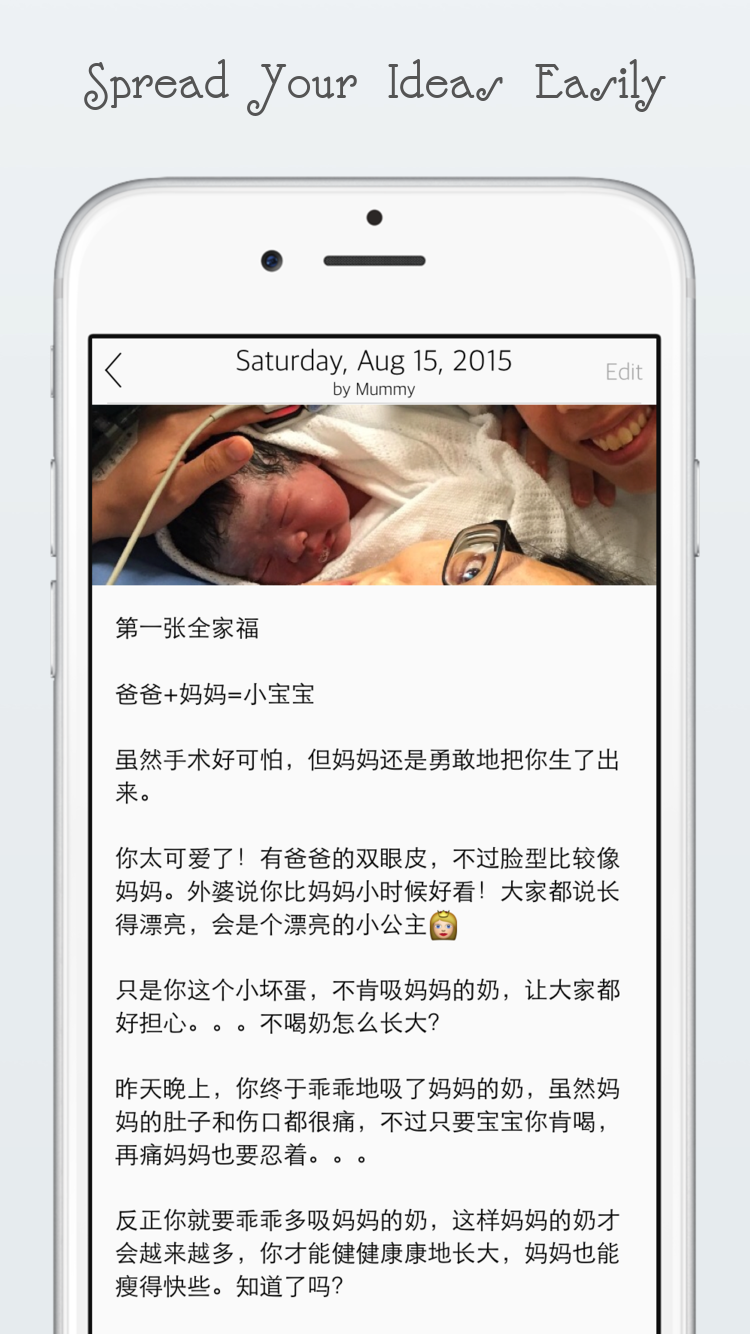 Spread Your Ideas Easily
Saturday, Aug 15, 2015
by Mummy
Edit
第一张全家福
爸爸+妈妈=小宝宝
虽然手术好可怕，但妈妈还是勇敢地把你生了出
来。
你太可爱了！有爸爸的双眼皮，不过脸型比较像
妈妈。外婆说你比妈妈小时候好看！大家都说长
得漂亮，会是个漂亮的小公主👸
只是你这个小坏蛋，不肯吸妈妈的奶，让大家都
好担心。。。不喝奶怎么长大？
昨天晚上，你终于乖乖地吸了妈妈的奶，虽然妈
妈的肚子和伤口都很痛，不过只要宝宝你肯喝，
再痛妈妈也要忍着。。。
反正你就要乖乖多吸妈妈的奶，这样妈妈的奶才
会越来越多，你才能健健康康地长大，妈妈也能
瘦得快些。知道了吗？